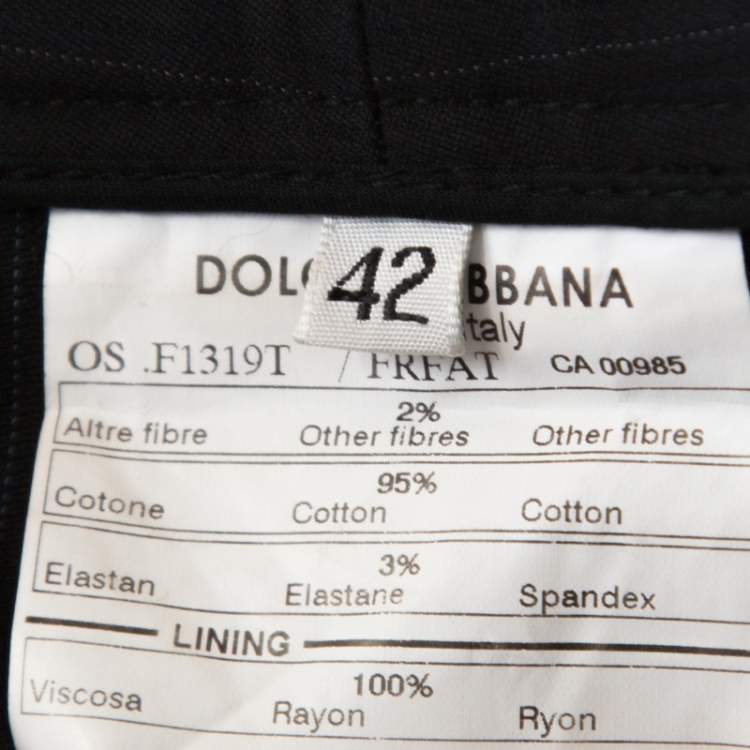 42
DOL BBANA
taly
OS .F1319T / FRFAT CA 00985
2%
Altre fibre Other fibres Other fibres
95%
Cotone Cotton Cotton
3%
Elastan Elastane Spandex
LINING
100%
Viscosa Rayon Ryon